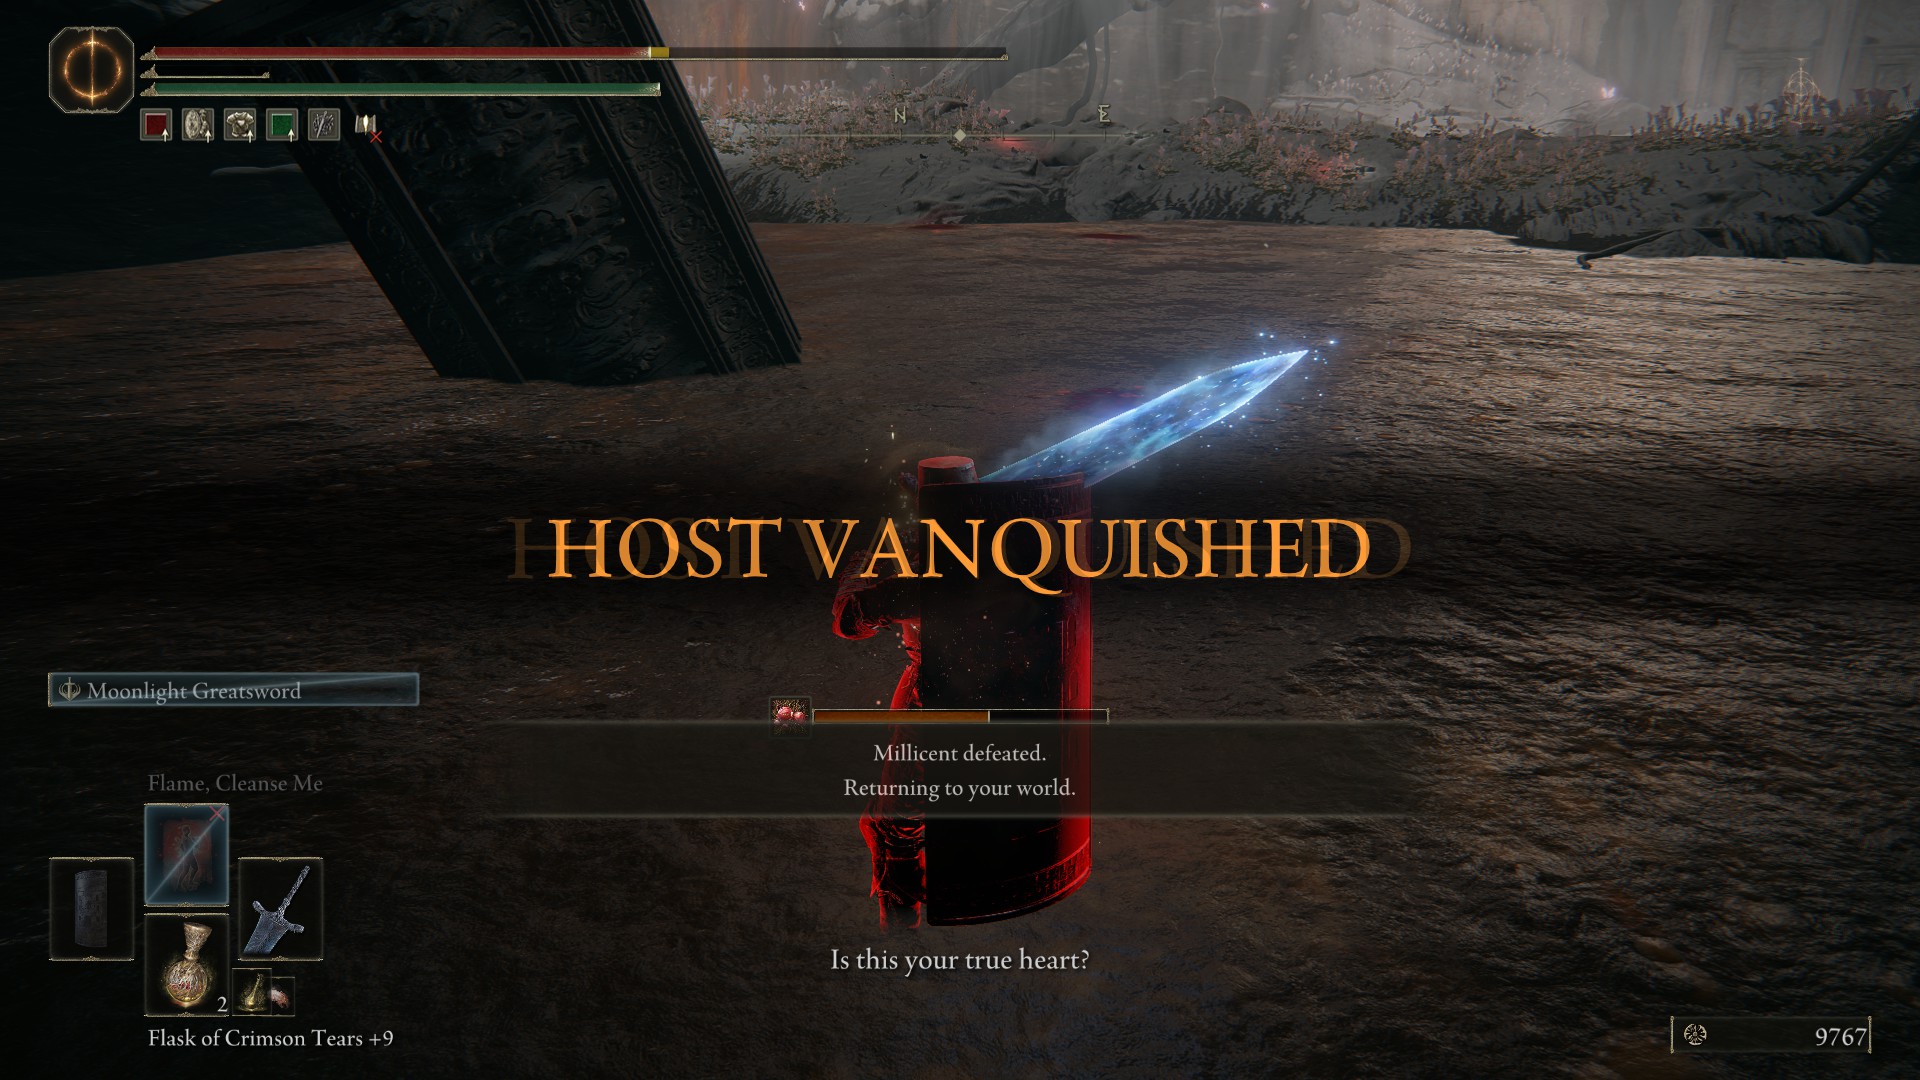 N
E
HOST VANQUISHED
Moonlight Greatsword
Millicent defeated.
Returning to your world.
Flame, Cleanse Me
Is this your true heart?
2
Flask of Crimson Tears +9
9767